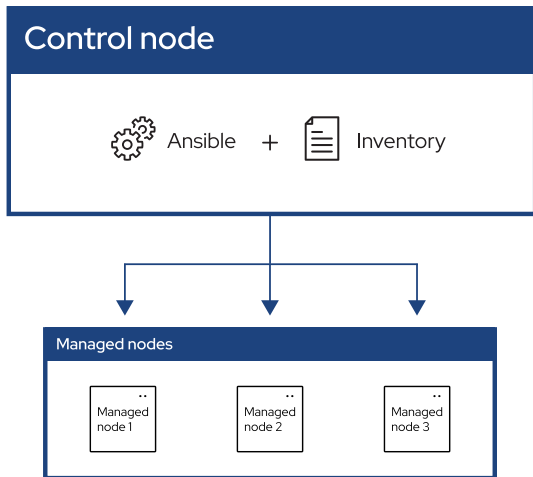 Control node
Ansible + Inventory
Managed nodes
Managed
node 1
Managed
node 2
Managed
node 3